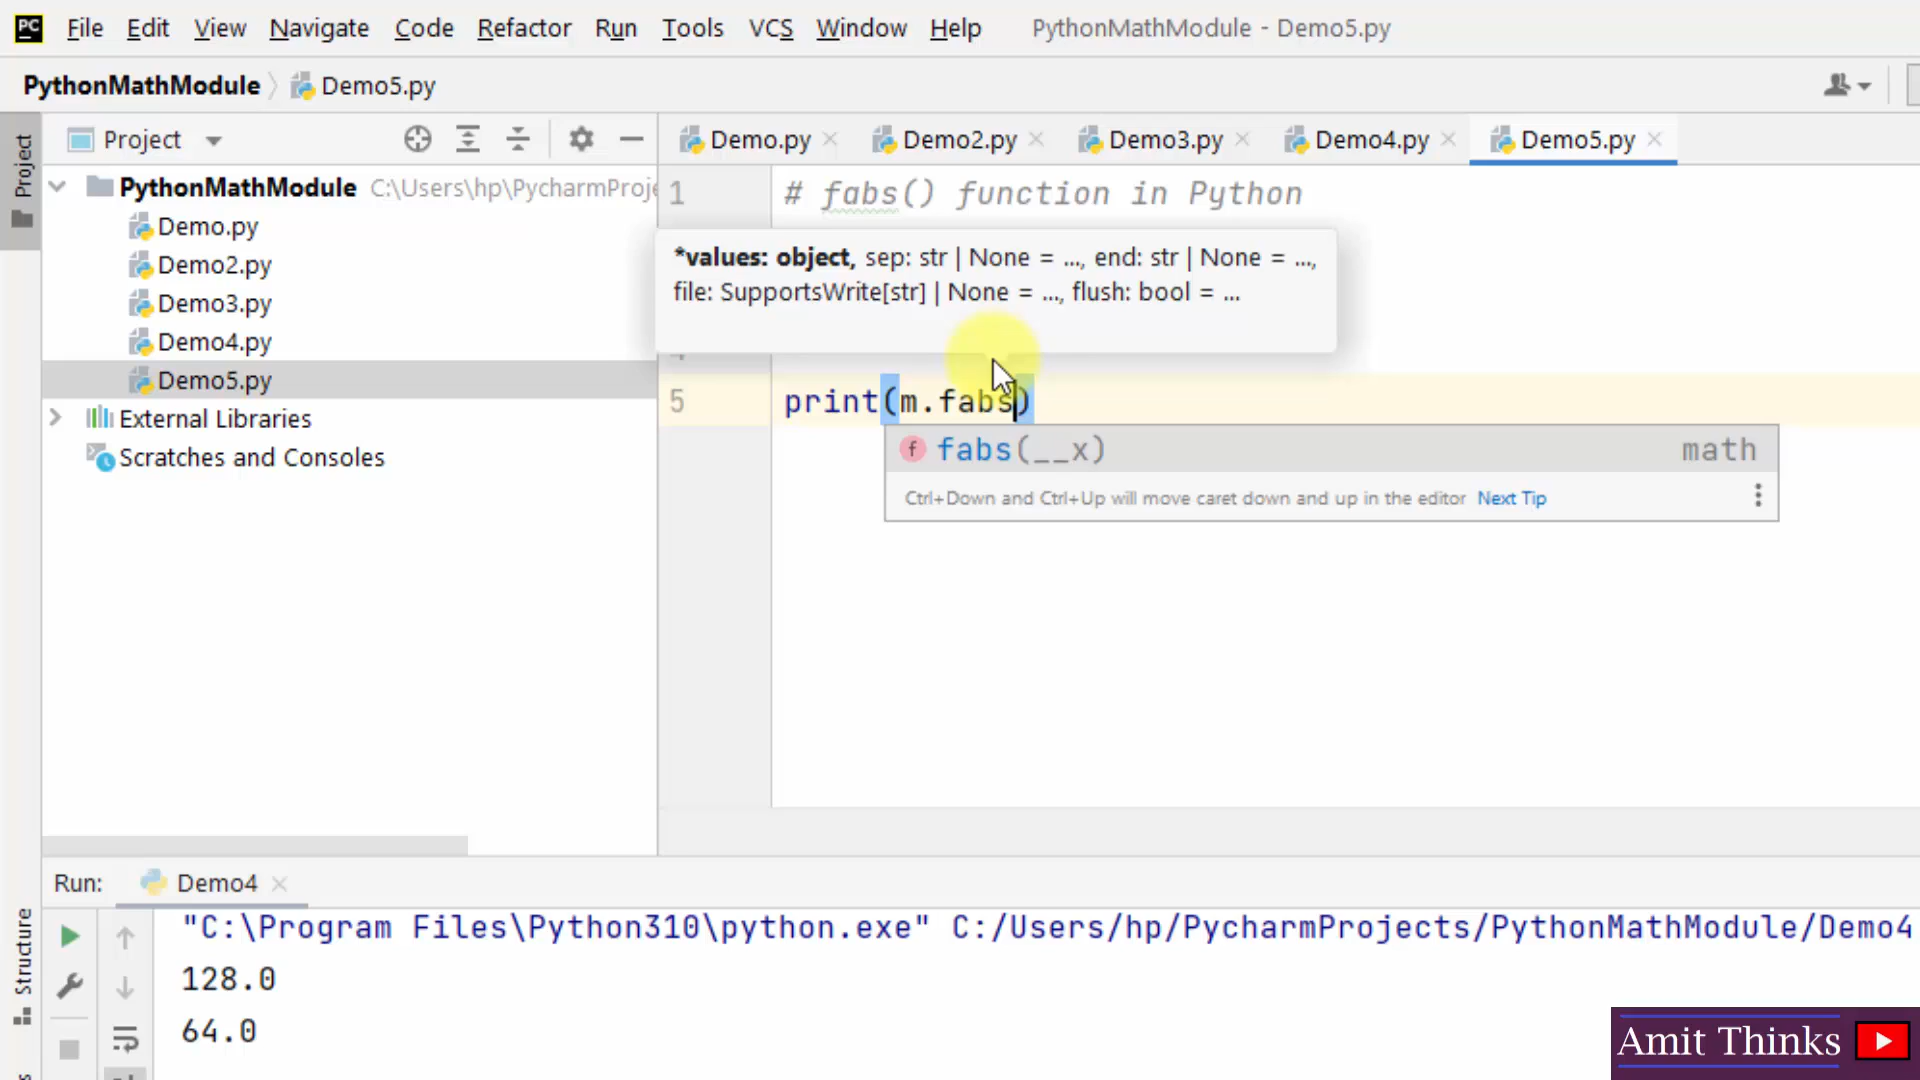 PC File Edit View Navigate Code Refactor Run Tools VCS Window Help PythonMathModule - Demo5.py
PythonMathModule Demo5.py
Project
Project
Demo.py Demo2.py Demo3.py Demo4.py Demo5.py
PythonMathModule C:\Users\hp\PycharmProje
Demo.py
Demo2.py
Demo3.py
Demo4.py
Demo5.py
External Libraries
Scratches and Consoles
1 # fabs() function in Python
*values: object, sep: str | None = ..., end: str | None = ...,
file: SupportsWrite[str] | None = ..., flush: bool = ...
5 print(m.fabs)
f fabs(__x) math
Ctrl+Down and Ctrl+Up will move caret down and up in the editor Next Tip
Run: Demo4
Structure
"C:\Program Files\Python310\python.exe" C:/Users/hp/PycharmProjects/PythonMathModule/Demo4
128.0
64.0
Amit Thinks